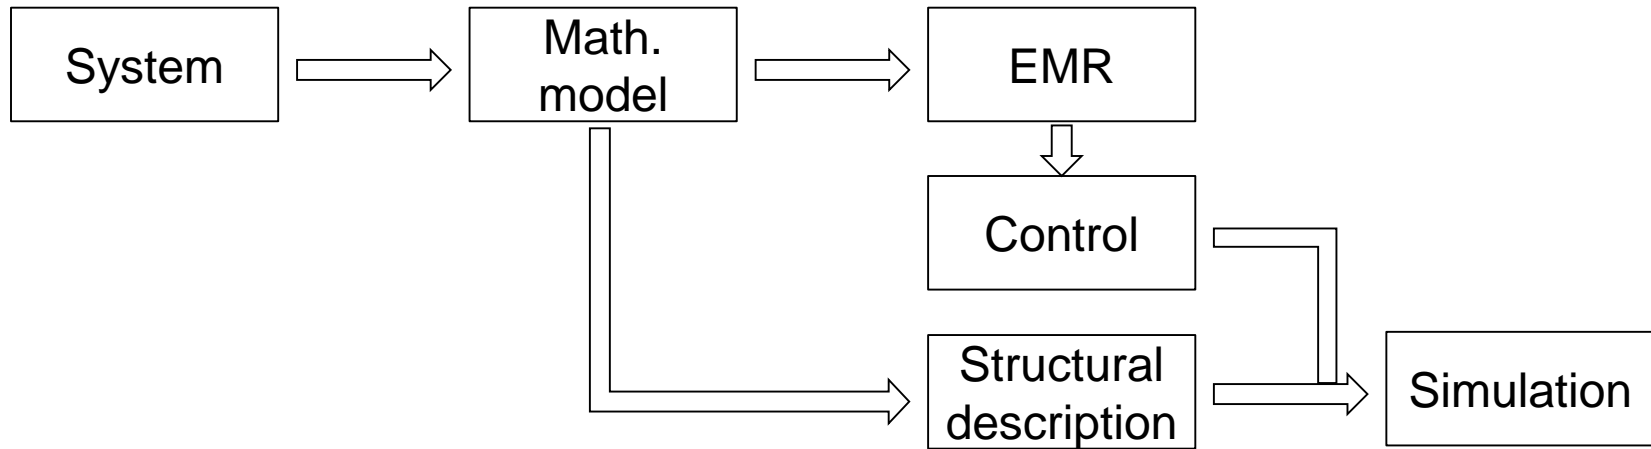 System
Math.
model
EMR
Control
Structural
description
Simulation